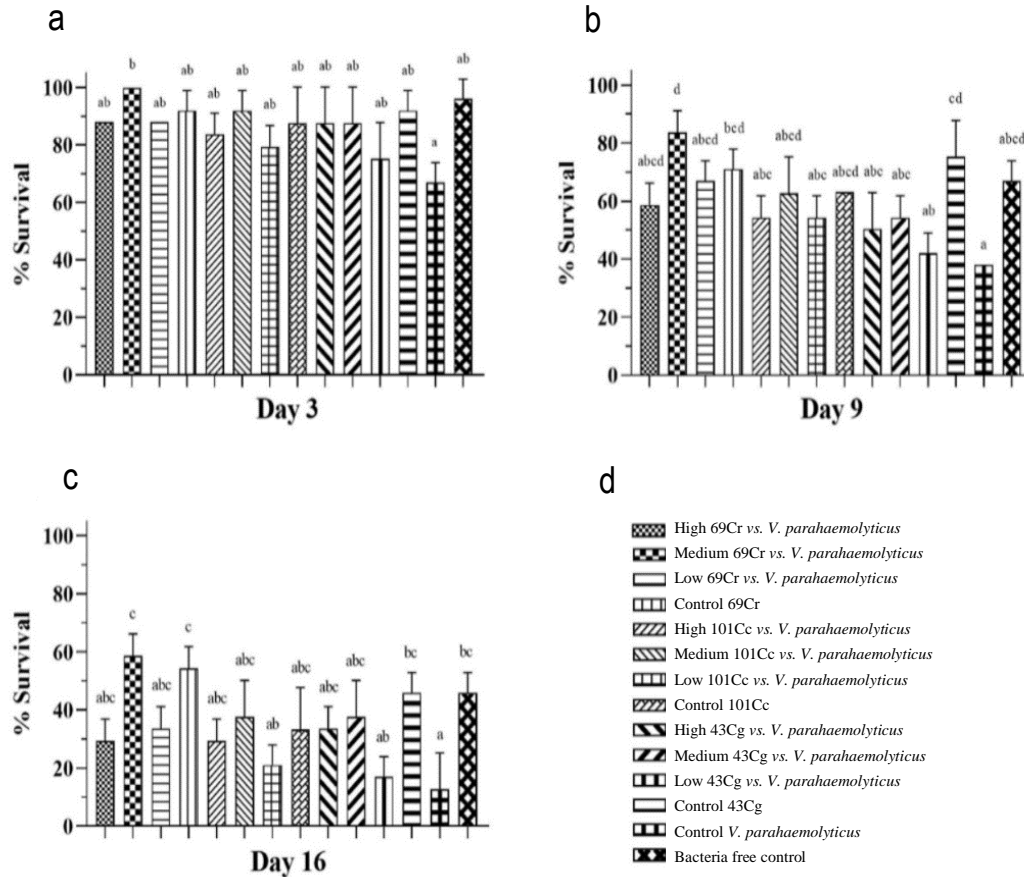 a
b ab ab ab ab ab ab ab ab ab ab
ab ab a
100
80
60
40
20
0
% Survival
Day 3
b
d cd
abcd bcd abcd abcd
abcd abc abc abcd abc abc ab a
100
80
60
40
20
0
% Survival
Day 9
c
c c
abc abc abc abc abc ab abc abc abc ab bc a bc
100
80
60
40
20
0
% Survival
Day 16
d
High 69Cr vs. V. parahaemolyticus
Medium 69Cr vs. V. parahaemolyticus
Low 69Cr vs. V. parahaemolyticus
Control 69Cr
High 101Cc vs. V. parahaemolyticus
Medium 101Cc vs. V. parahaemolyticus
Low 101Cc vs. V. parahaemolyticus
Control 101Cc
High 43Cg vs. V. parahaemolyticus
Medium 43Cg vs. V. parahaemolyticus
Low 43Cg vs. V. parahaemolyticus
Control 43Cg
Control V. parahaemolyticus
Bacteria free control